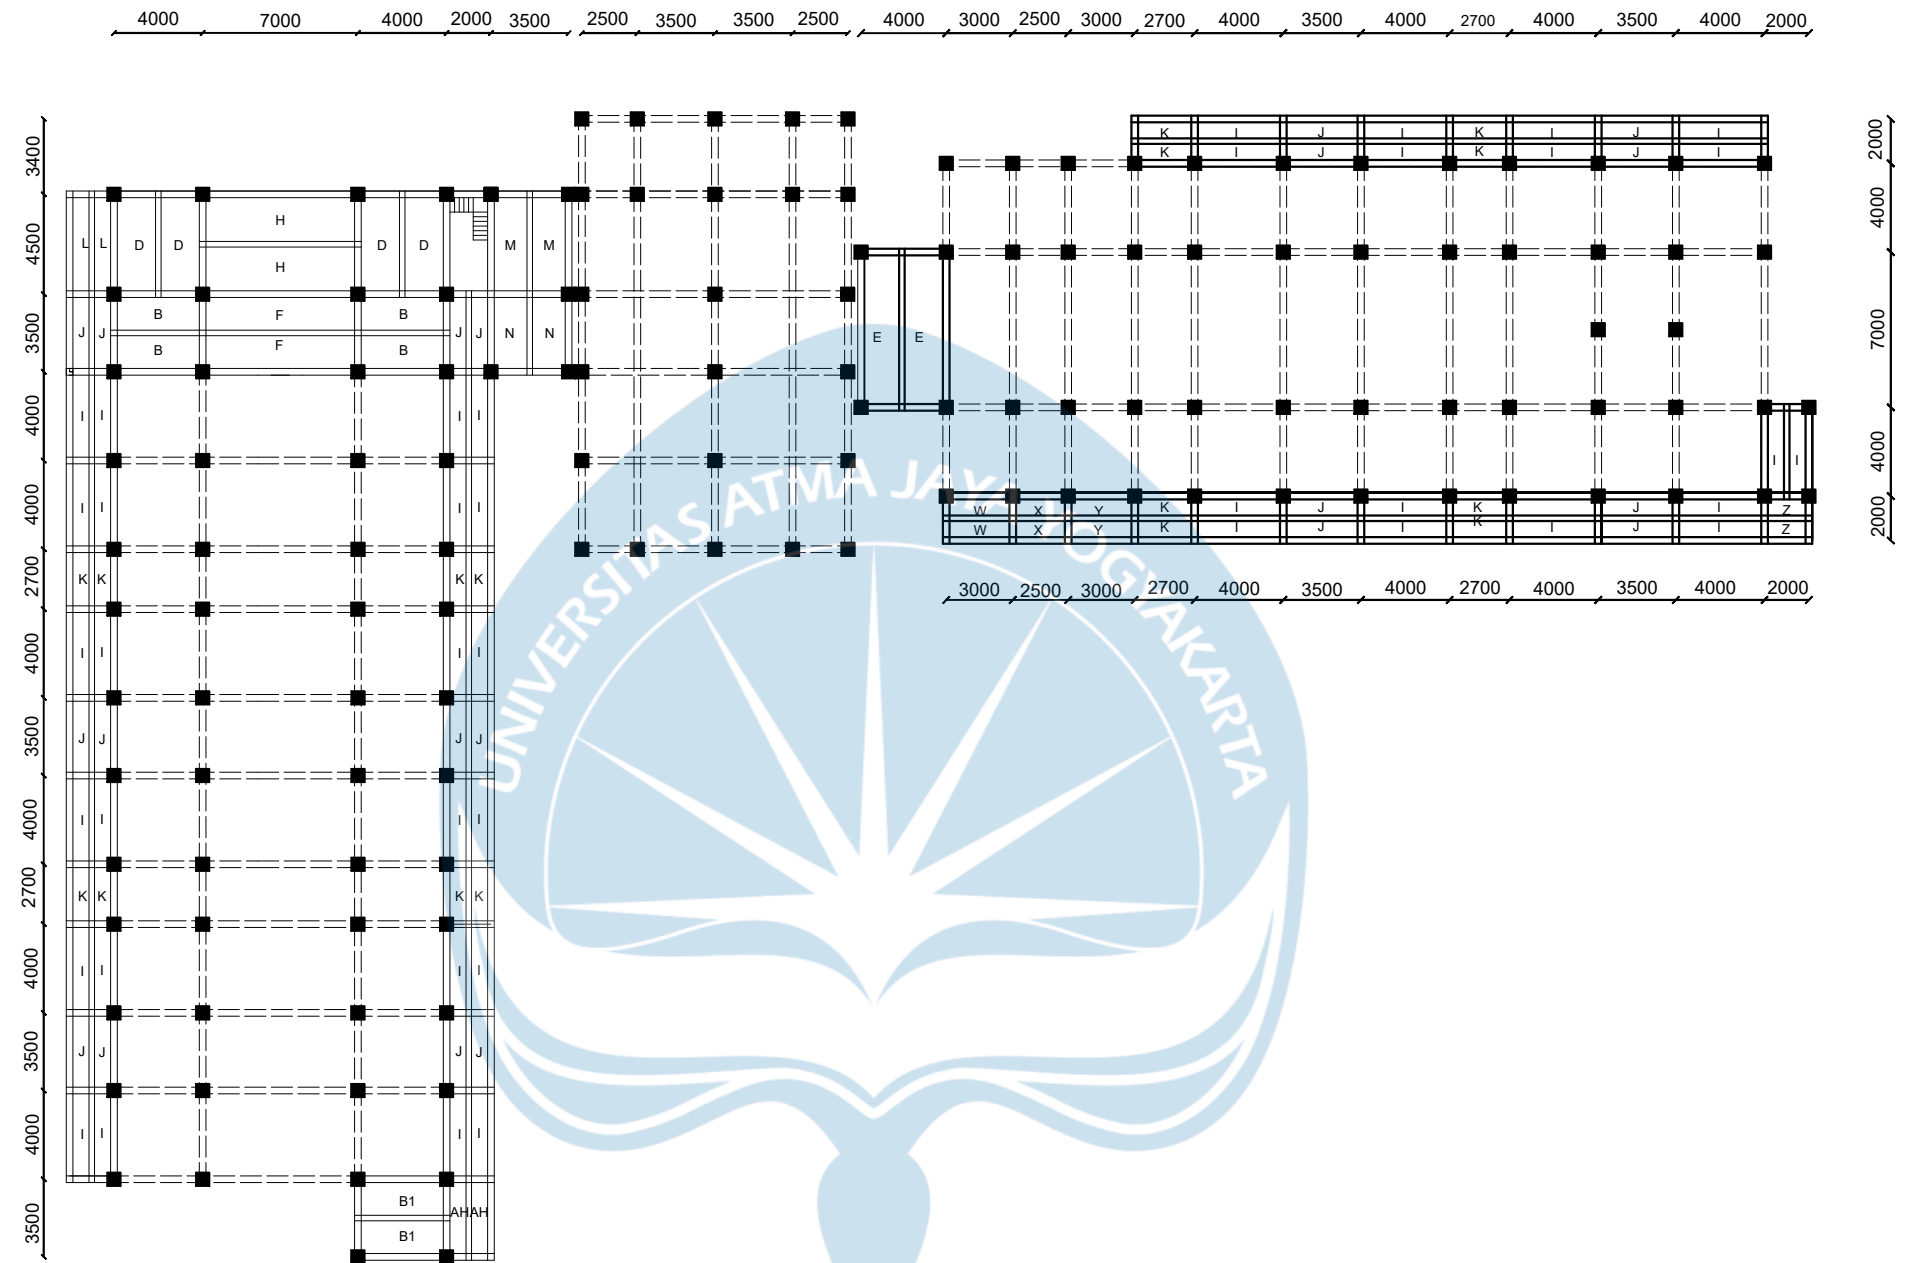 4000 7000 4000 2000 3500 2500 3500 3500 2500 4000 3000 2500 3000 2700 4000 3500 4000 2700 4000 3500 4000 2000
3400
4500
3500
4000
4000
2700
4000
3500
4000
2700
4000
3500
4000
3500
2000
4000
7000
4000
2000
K I J I K I J I
K I J I K I J I
L L D D H D D M M
H
J J B F B J J N N
B F B
E E
I I I I
I I I I
K K K K
I I I I
J J J J
I I I I
K K K K
I I I I
J J J J
I I I I
B1
AH AH
B1
I I
W X Y K I J I K J I Z
W X Y K I J I K I J I Z
3000 2500 3000 2700 4000 3500 4000 2700 4000 3500 4000 2000
UNIVERSITAS ATMA JAYA YOGYAKARTA